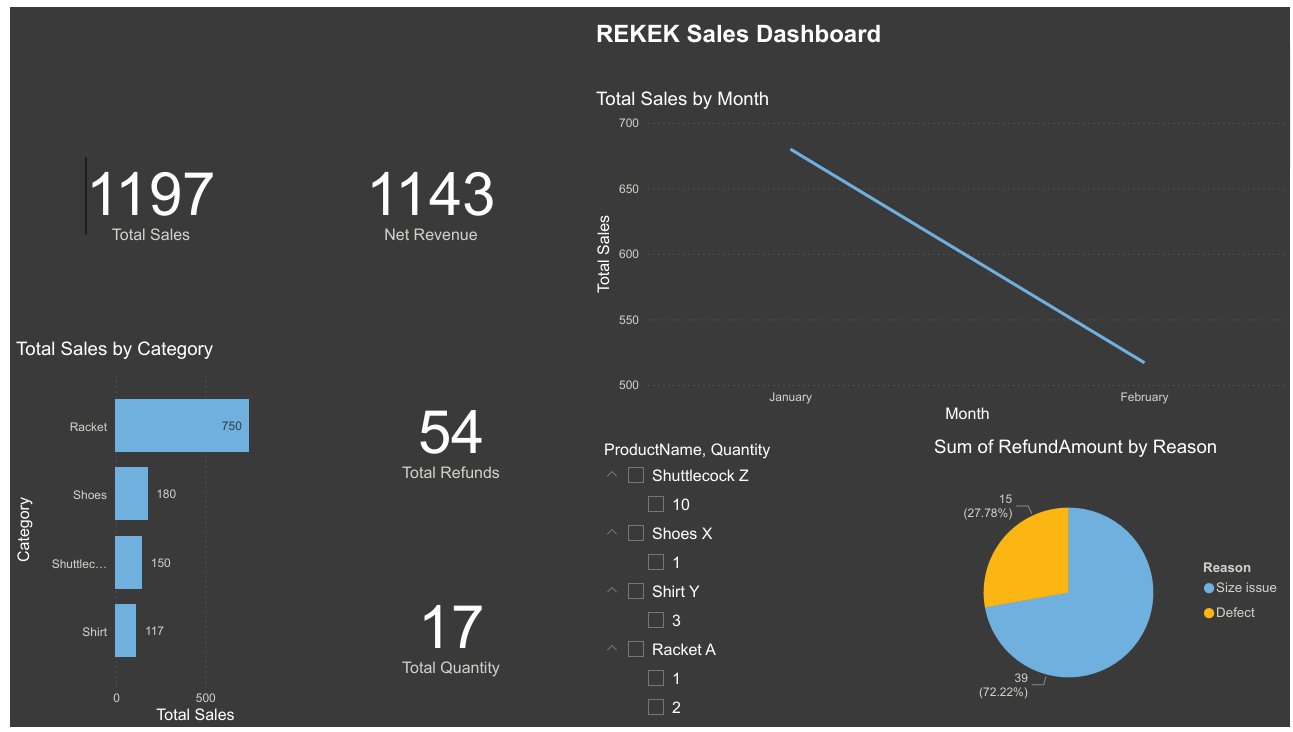 REKEK Sales Dashboard
1197
Total Sales
1143
Net Revenue
Total Sales by Month
700
650
600
550
500
Total Sales
January
February
Month
Total Sales by Category
Category
Racket
750
Shoes
180
Shuttlec...
150
Shirt
117
0
500
Total Sales
54
Total Refunds
17
Total Quantity
ProductName, Quantity
Shuttlecock Z
10
Shoes X
1
Shirt Y
3
Racket A
1
2
Sum of RefundAmount by Reason
15
(27.78%)
39
(72.22%)
Reason
Size issue
Defect